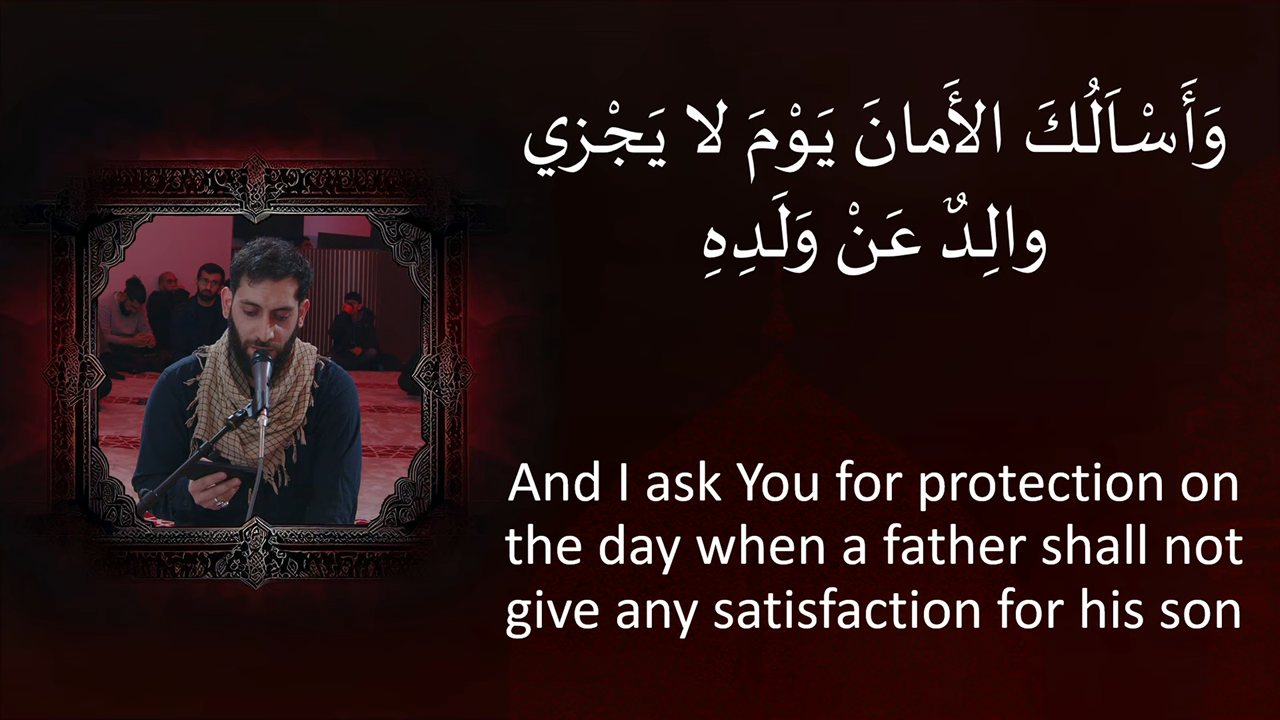 وَأَسْاَلُكَ الأَمانَ يَوْمَ لا يَجْزي
والِدٌ عَنْ وَلَدِهِ
And I ask You for protection on
the day when a father shall not
give any satisfaction for his son